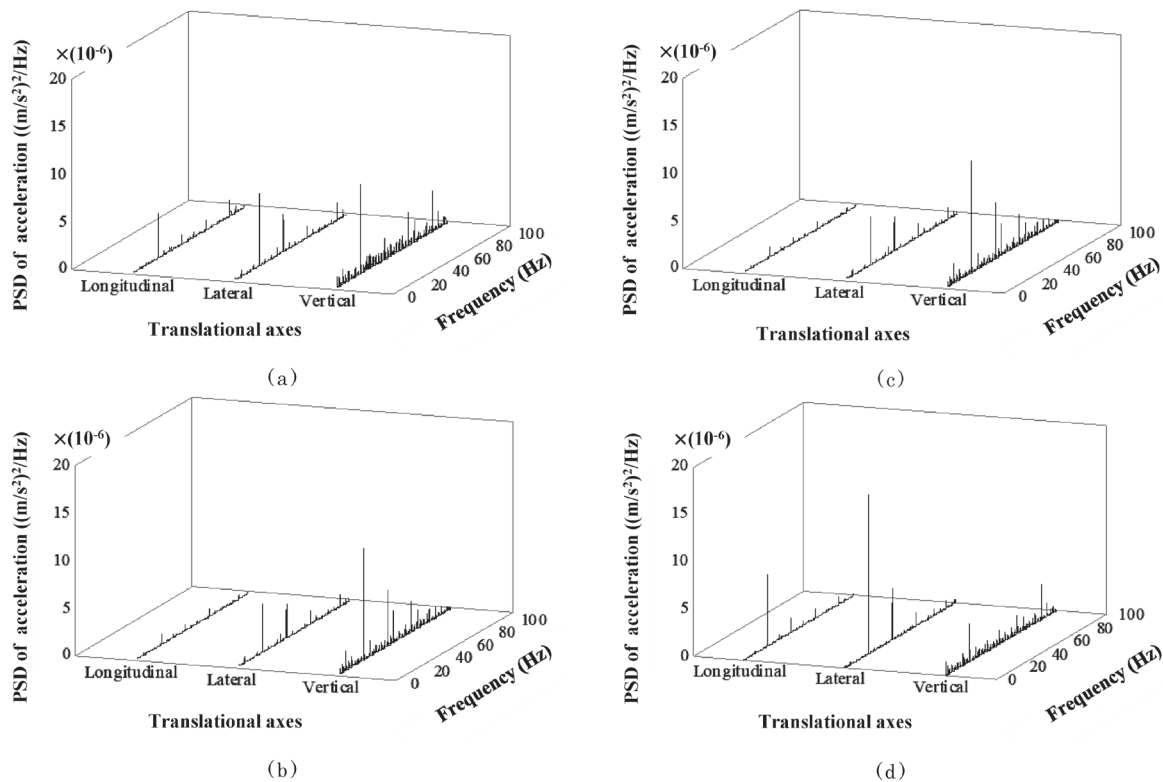 ×(10-6)
PSD of acceleration ((m/s²)²/Hz)
20
15
10
5
0
Longitudinal
Lateral
Vertical
0
20
40
60
80
100
Frequency (Hz)
Translational axes
(a)
×(10-6)
PSD of acceleration ((m/s²)²/Hz)
20
15
10
5
0
Longitudinal
Lateral
Vertical
0
20
40
60
80
100
Frequency (Hz)
Translational axes
(c)
×(10-6)
PSD of acceleration ((m/s²)²/Hz)
20
15
10
5
0
Longitudinal
Lateral
Vertical
0
20
40
60
80
100
Frequency (Hz)
Translational axes
(b)
×(10-6)
PSD of acceleration ((m/s²)²/Hz)
20
15
10
5
0
Longitudinal
Lateral
Vertical
0
20
40
60
80
100
Frequency (Hz)
Translational axes
(d)